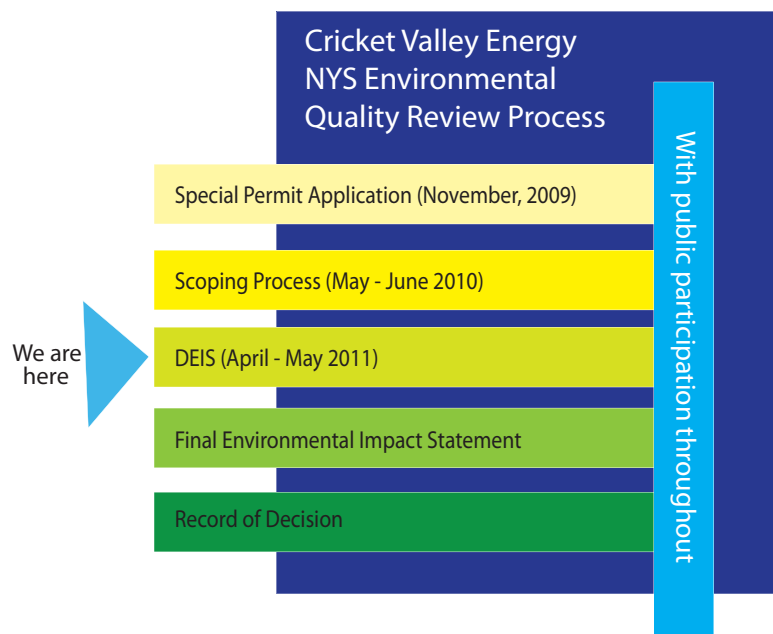 Cricket Valley Energy
NYS Environmental
Quality Review Process
With public participation throughout
Special Permit Application (November, 2009)
Scoping Process (May - June 2010)
We are
here
DEIS (April - May 2011)
Final Environmental Impact Statement
Record of Decision